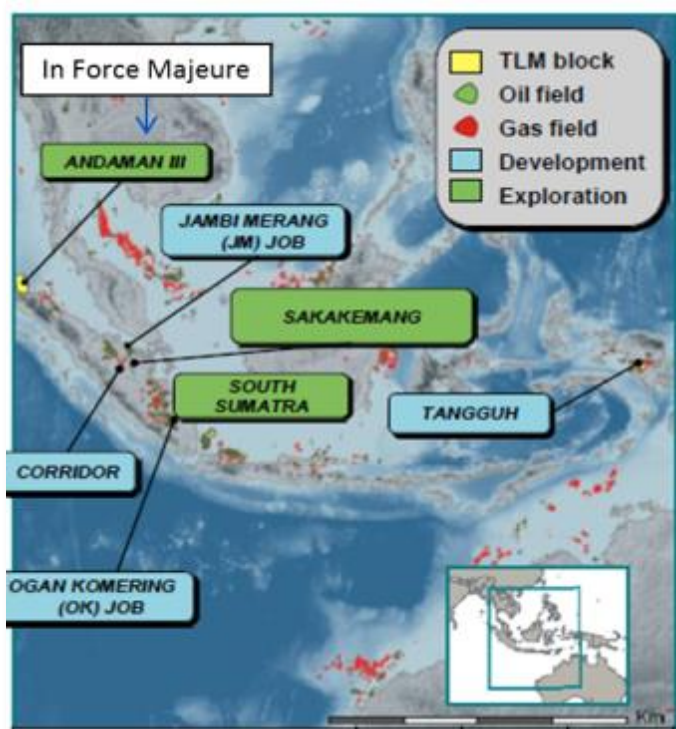 In Force Majeure
ANDAMAN III
JAMBI MERANG
(JM) JOB
SAKAKEMANG
SOUTH
SUMATRA
TANGGUH
CORRIDOR
OGAN KOMERING
(OK) JOB
TLM block
Oil field
Gas field
Development
Exploration
Km